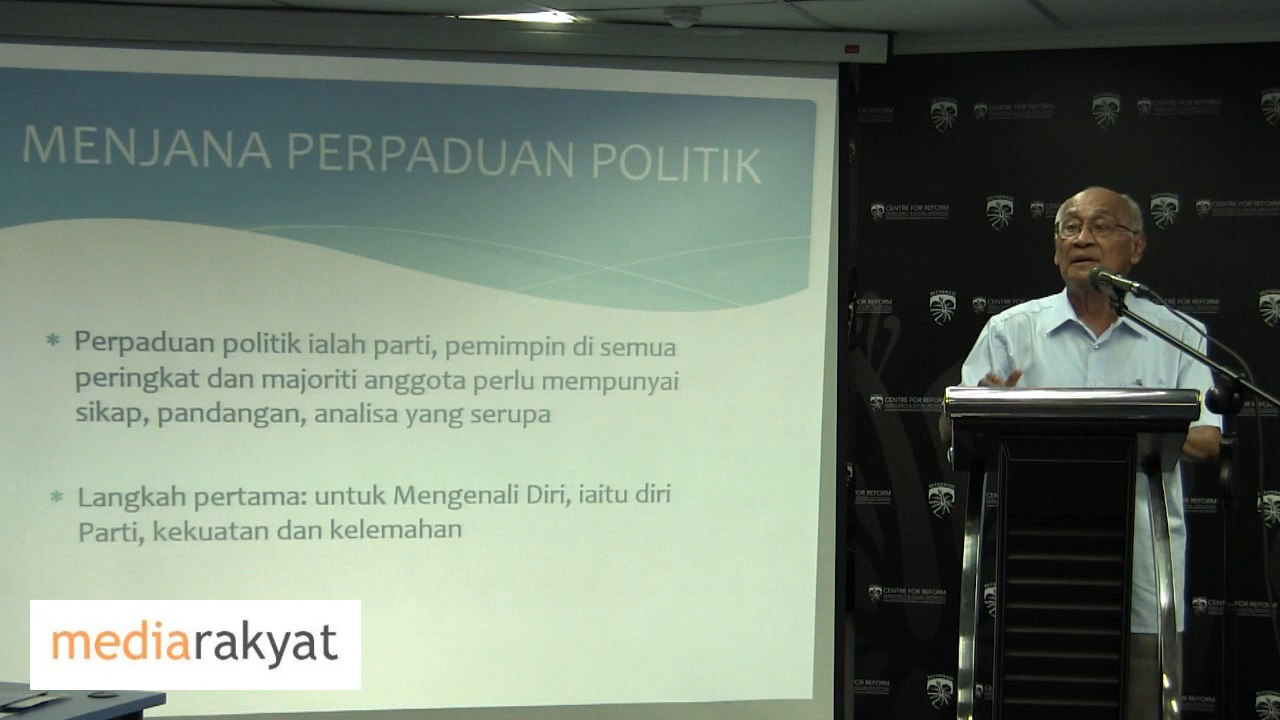 MENJANA PERPADUAN POLITIK
* Perpaduan politik ialah parti, pemimpin di semua
peringkat dan majoriti anggota perlu mempunyai
sikap, pandangan, analisa yang serupa
* Langkah pertama: untuk Mengenali Diri, iaitu diri
Parti, kekuatan dan kelemahan
mediarakyat
CENTRE FOR REFORM
REFORMASI